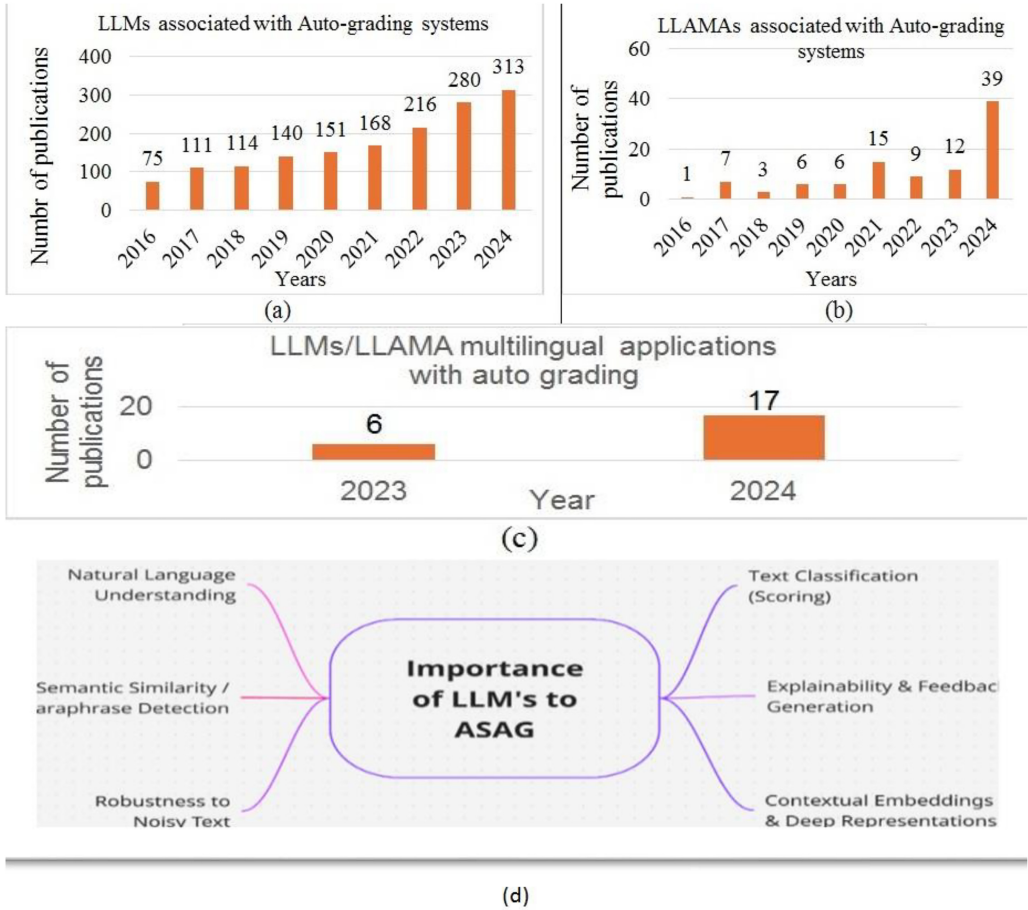 LLMs associated with Auto-grading systems
Numbr of publications
400
300
200
100
0
75
111
114
140
151
168
216
280
313
2016
2017
2018
2019
2020
2021
2022
2023
2024
Years
(a)
LLAMAs associated with Auto-grading
systems
Number of
publications
60
40
20
0
1
7
3
6
6
15
9
12
39
2016
2017
2018
2019
2020
2021
2022
2023
2024
Years
(b)
LLMs/LLAMA multilingual applications
with auto grading
Number of
publications
20
0
6
17
2023
2024
Year
(c)
Natural Language
Understanding
Semantic Similarity /
araphrase Detection
Robustness to
Noisy Text
Importance
of LLM's to
ASAG
Text Classification
(Scoring)
Explainability & Feedbac
Generation
Contextual Embeddings
& Deep Representations
(d)